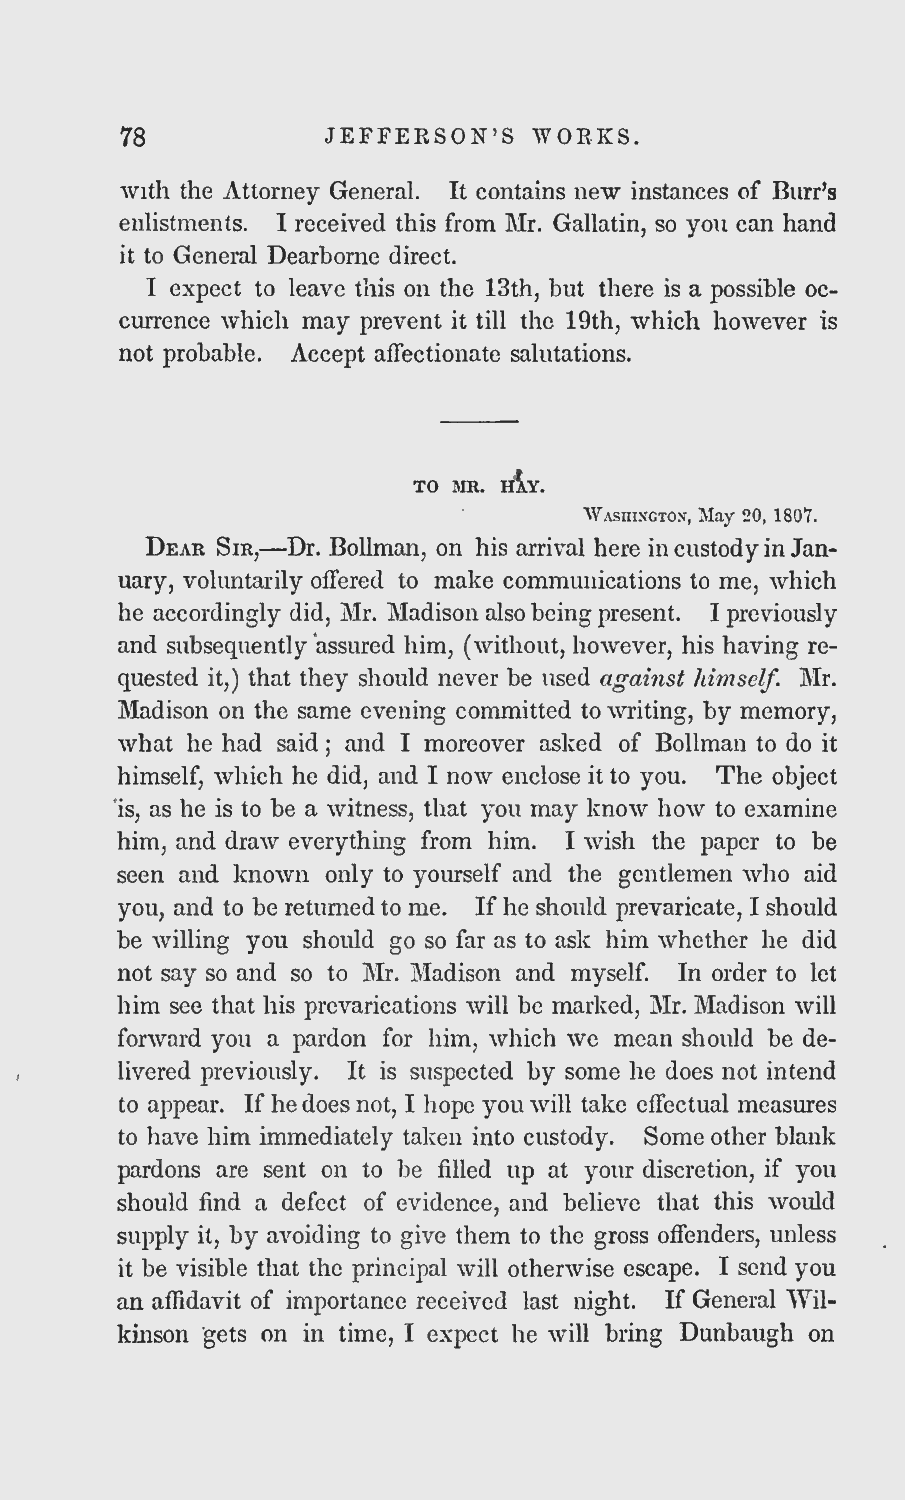 78 JEFFERSON'S WORKS.
with the Attorney General. It contains new instances of Burr's
enlistments. I received this from Mr. Gallatin, so you can hand
it to General Dearborne direct.
I expect to leave this on the 13th, but there is a possible oc-
currence which may prevent it till the 19th, which however is
not probable. Accept affectionate salutations.
TO MR. HAY.
WASHINGTON, May 20, 1807.
DEAR SIR,—Dr. Bollman, on his arrival here in custody in Jan-
uary, voluntarily offered to make communications to me, which
he accordingly did, Mr. Madison also being present. I previously
and subsequently assured him, (without, however, his having re-
quested it,) that they should never be used against himself. Mr.
Madison on the same evening committed to writing, by memory,
what he had said; and I moreover asked of Bollman to do it
himself, which he did, and I now enclose it to you. The object
is, as he is to be a witness, that you may know how to examine
him, and draw everything from him. I wish the paper to be
seen and known only to yourself and the gentlemen who aid
you, and to be returned to me. If he should prevaricate, I should
be willing you should go so far as to ask him whether he did
not say so and so to Mr. Madison and myself. In order to let
him see that his prevarications will be marked, Mr. Madison will
forward you a pardon for him, which we mean should be de-
livered previously. It is suspected by some he does not intend
to appear. If he does not, I hope you will take effectual measures
to have him immediately taken into custody. Some other blank
pardons are sent on to be filled up at your discretion, if you
should find a defect of evidence, and believe that this would
supply it, by avoiding to give them to the gross offenders, unless
it be visible that the principal will otherwise escape. I send you
an affidavit of importance received last night. If General Wil-
kinson gets on in time, I expect he will bring Dunbaugh on